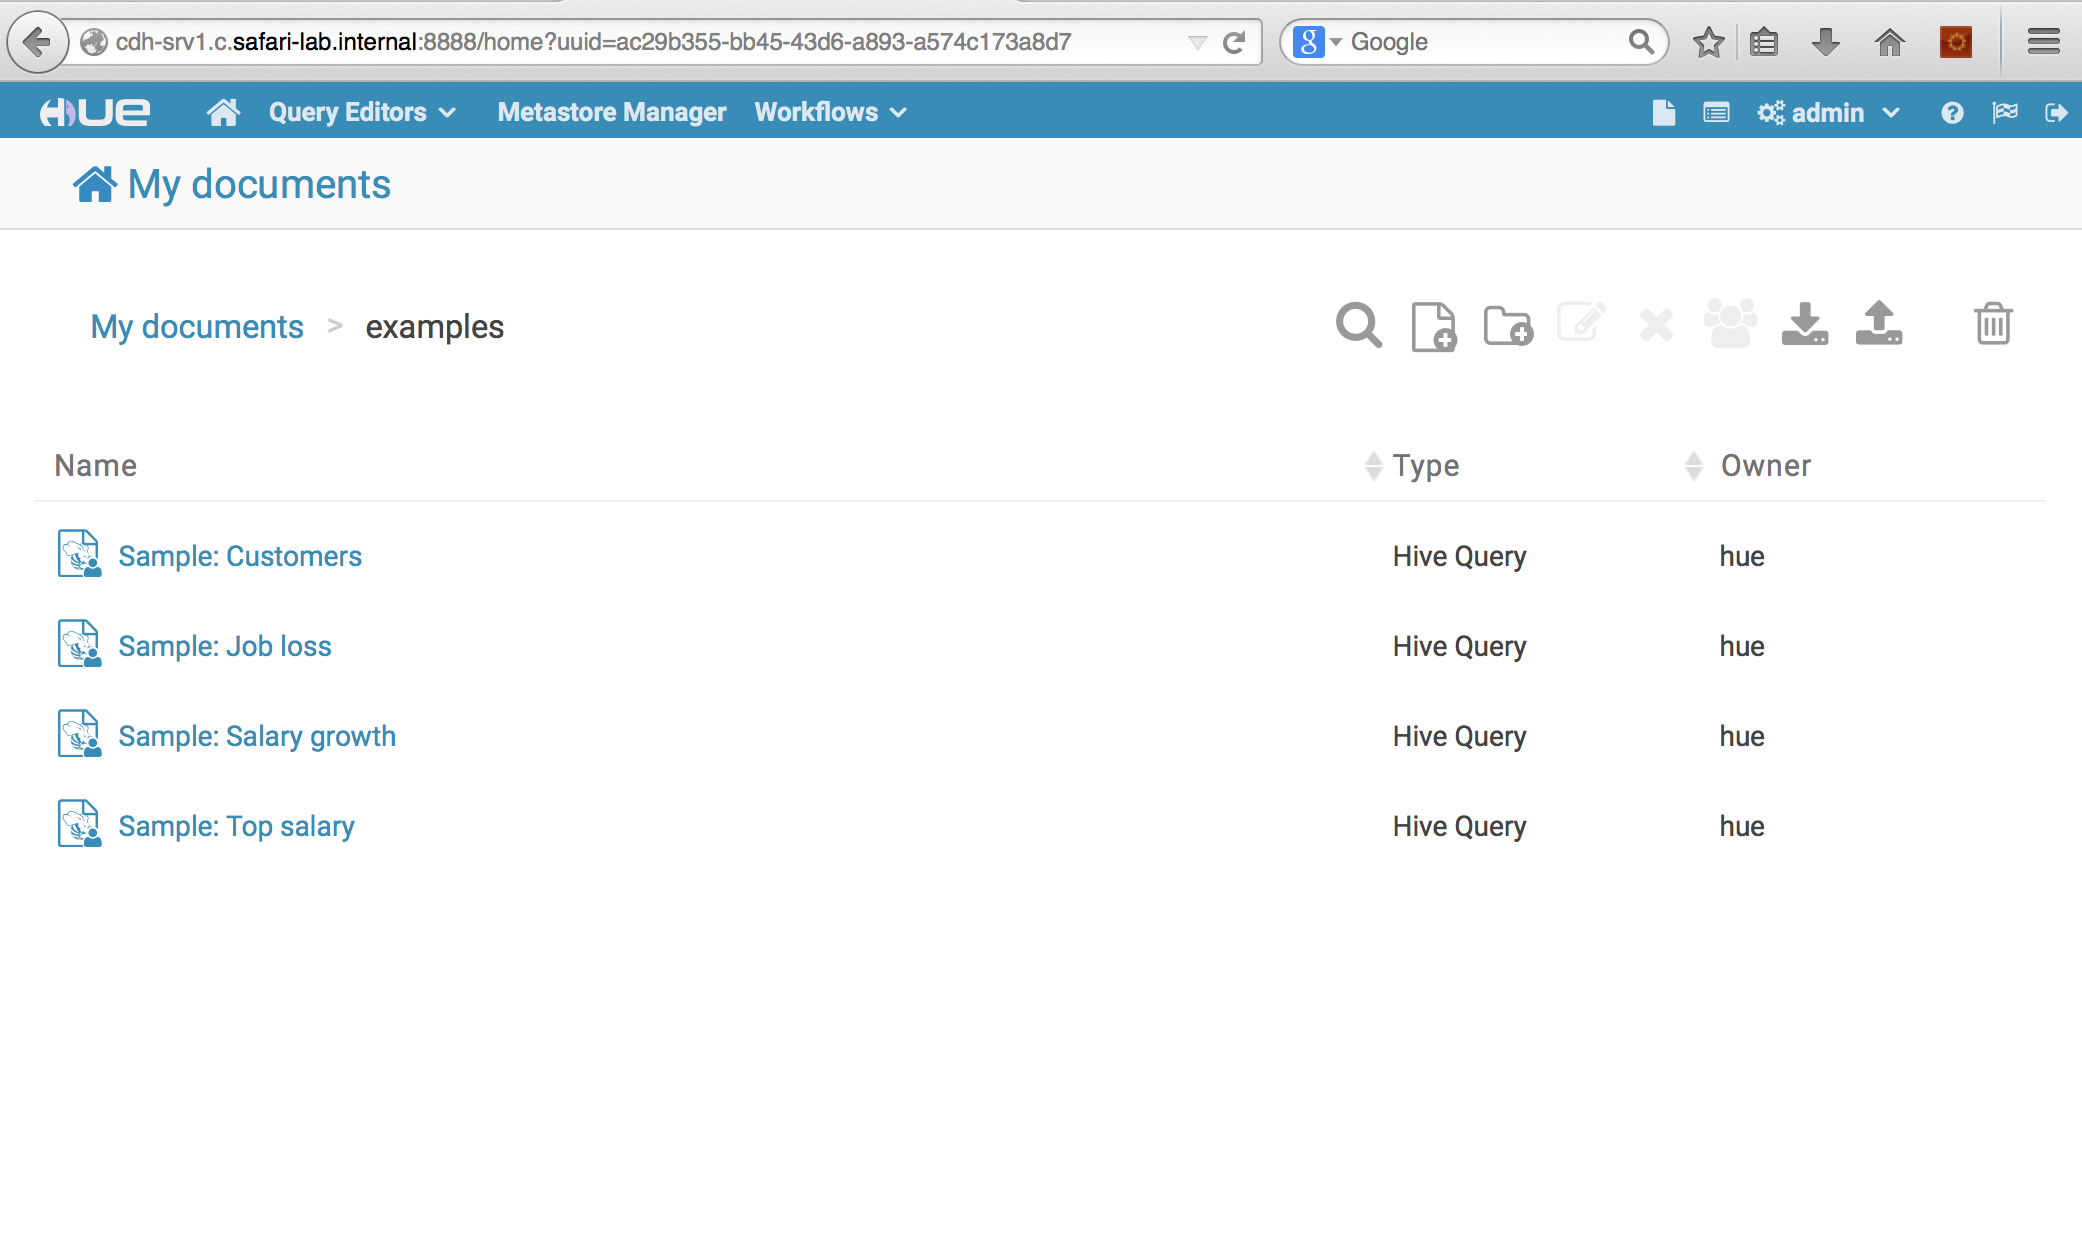 cdh-srv1.c.safari-lab.internal:8888/home?uuid=ac29b355-bb45-43d6-a893-a574c173a8d7 g Google
HUE Query Editors Metastore Manager Workflows admin ?
My documents
My documents > examples
Name Type Owner
Sample: Customers Hive Query hue
Sample: Job loss Hive Query hue
Sample: Salary growth Hive Query hue
Sample: Top salary Hive Query hue